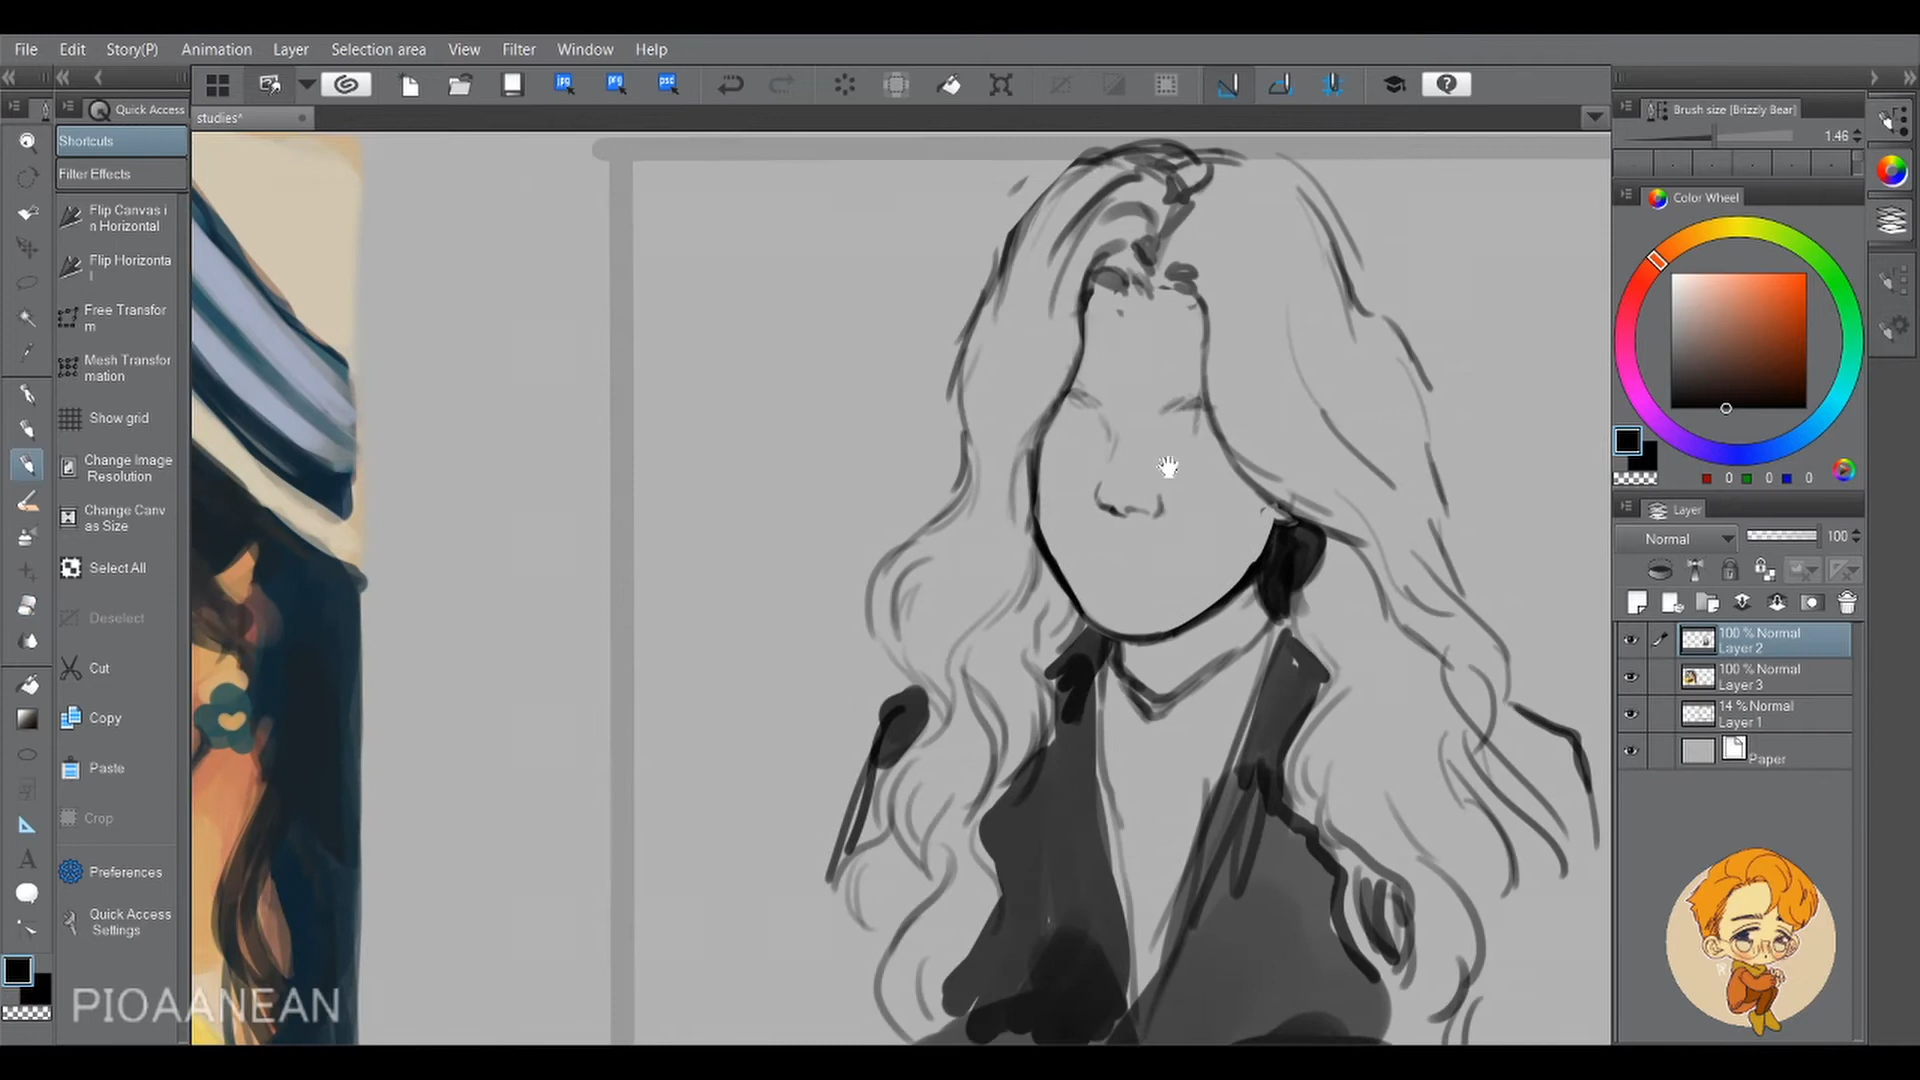 File Edit Story(P) Animation Layer Selection area View Filter Window Help
jpg png psd ?
Quick Access
studies*
Brush size [Brizzly Bear]
1.46
Shortcuts
Filter Effects
Flip Canvas i
n Horizontal
Flip Horizonta
l
Free Transfor
m
Mesh Transfor
mation
Show grid
Change Image
Resolution
Change Canv
as Size
Select All
Deselect
Cut
Copy
Paste
Crop
Preferences
Quick Access
Settings
A
PIOAANEAN
Color Wheel
0 0 0
Layer
Normal 100
100 % Normal
Layer 2
100 % Normal
Layer 3
14 % Normal
Layer 1
Paper